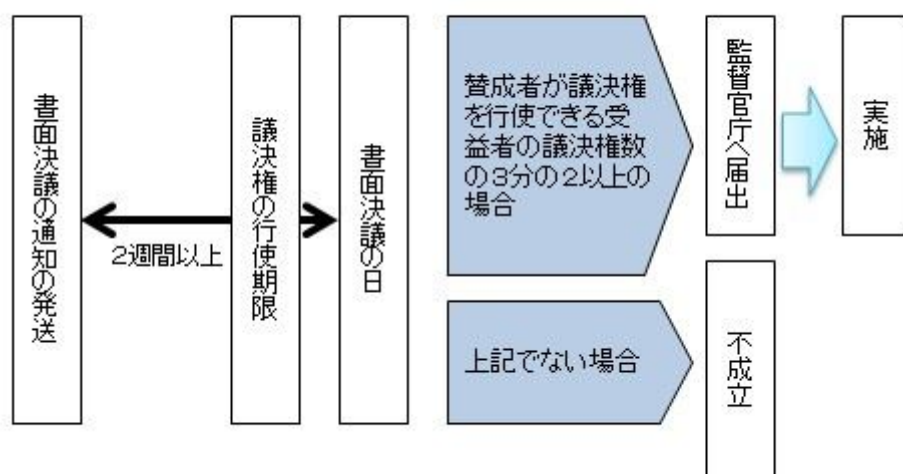 書面決議の通知の発送
2週間以上
議決権の行使期限
書面決議の日
賛成者が議決権
を行使できる受
益者の議決権数
の3分の2以上の
場合
監督官庁へ届出
実施
上記でない場合
不成立